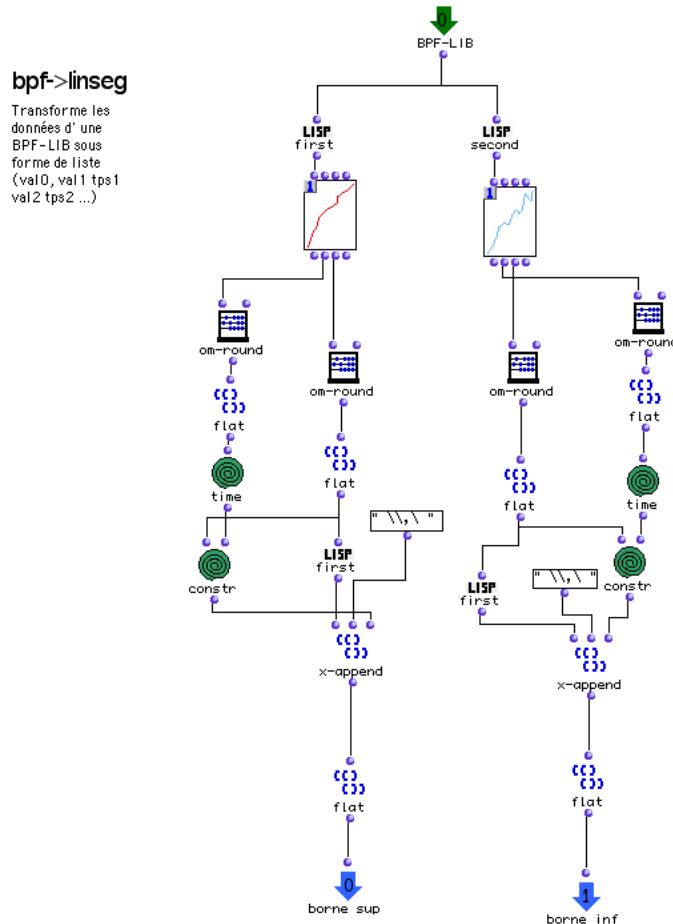 0
BPF-LIB
bpf->linseg
Transforme les
données d' une
BPF-LIB sous
forme de liste
(val0, val1 tps1
val2 tps2 ...)
LISP
first
LISP
second
1
1
om-round
om-roun
om-round
om-round
flat
flat
flat
flat
time
time
" \\,\ "
LISP
first
constr
constr
LISP
first
" \\,\ "
x-append
x-append
flat
flat
0
borne sup
1
borne inf